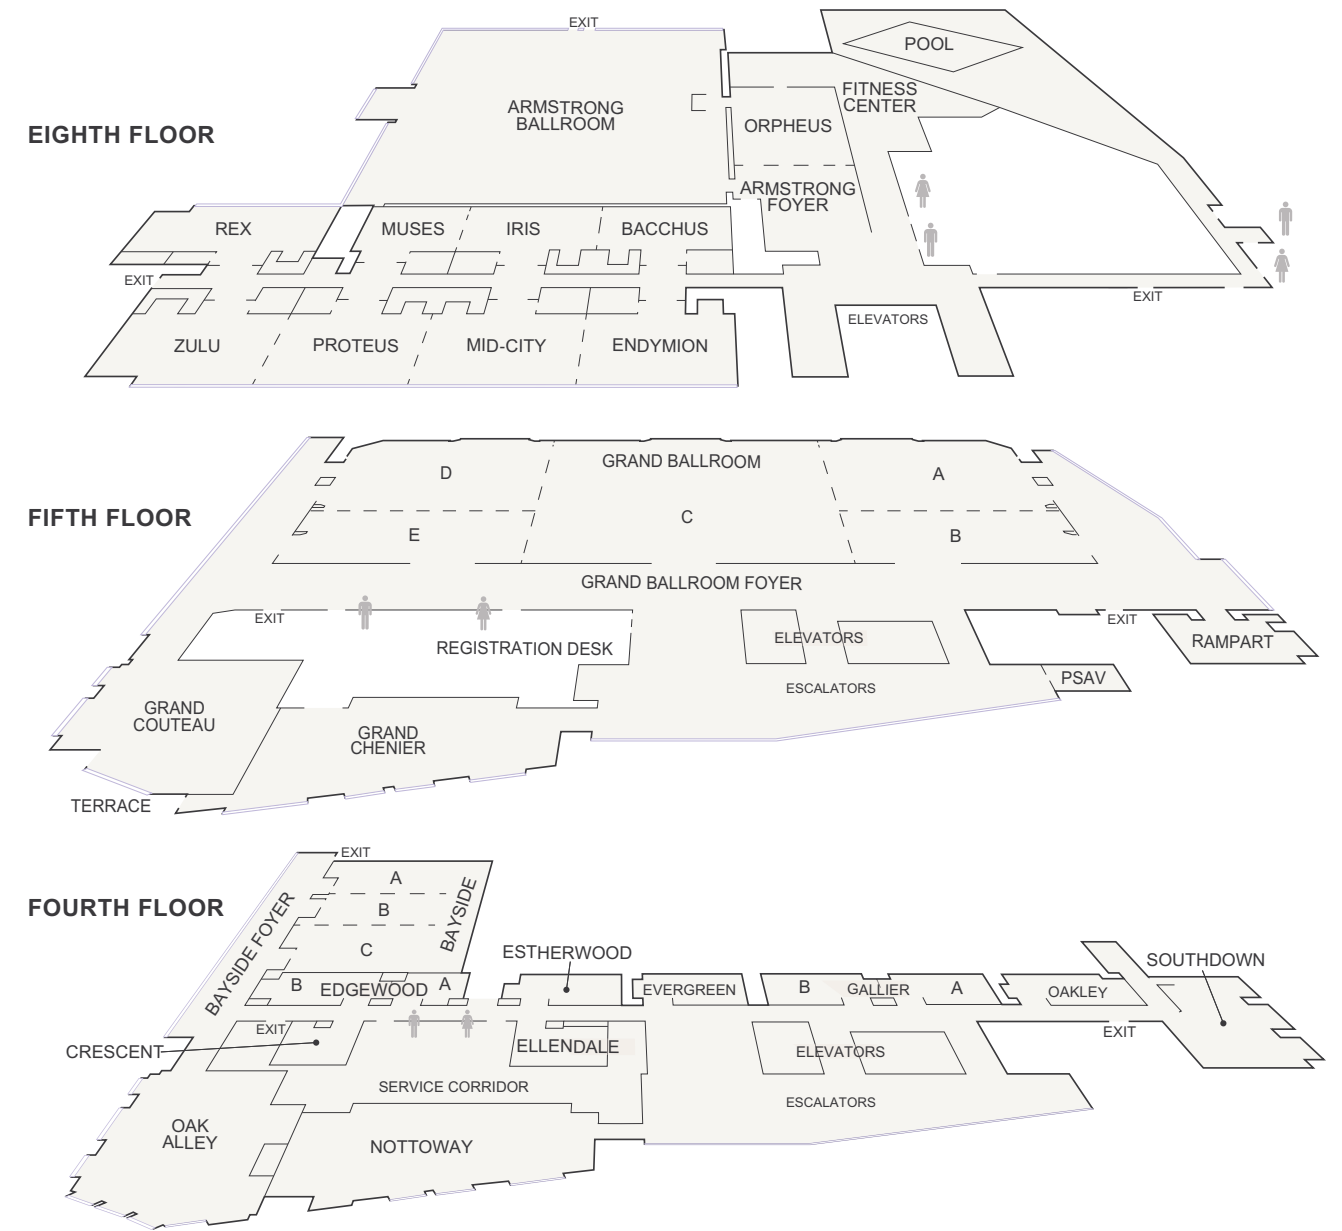 EXIT
POOL
FITNESS
CENTER
ARMSTRONG
BALLROOM
ORPHEUS
EIGHTH FLOOR
ARMSTRONG
FOYER
REX
MUSES
IRIS
BACCHUS
EXIT
EXIT
ELEVATORS
ZULU
PROTEUS
MID-CITY
ENDYMION
GRAND BALLROOM
D
A
FIFTH FLOOR
C
E
B
GRAND BALLROOM FOYER
EXIT
EXIT
ELEVATORS
RAMPART
REGISTRATION DESK
PSAV
ESCALATORS
GRAND
COUTEAU
GRAND
CHENIER
TERRACE
EXIT
A
FOURTH FLOOR
B
BAYSIDE
BAYSIDE FOYER
C
ESTHERWOOD
SOUTHDOWN
B
EDGEWOOD
A
EVERGREEN
B
GALLIER
A
OAKLEY
EXIT
EXIT
CRESCENT
ELLENDALE
ELEVATORS
SERVICE CORRIDOR
ESCALATORS
OAK
ALLEY
NOTTOWAY